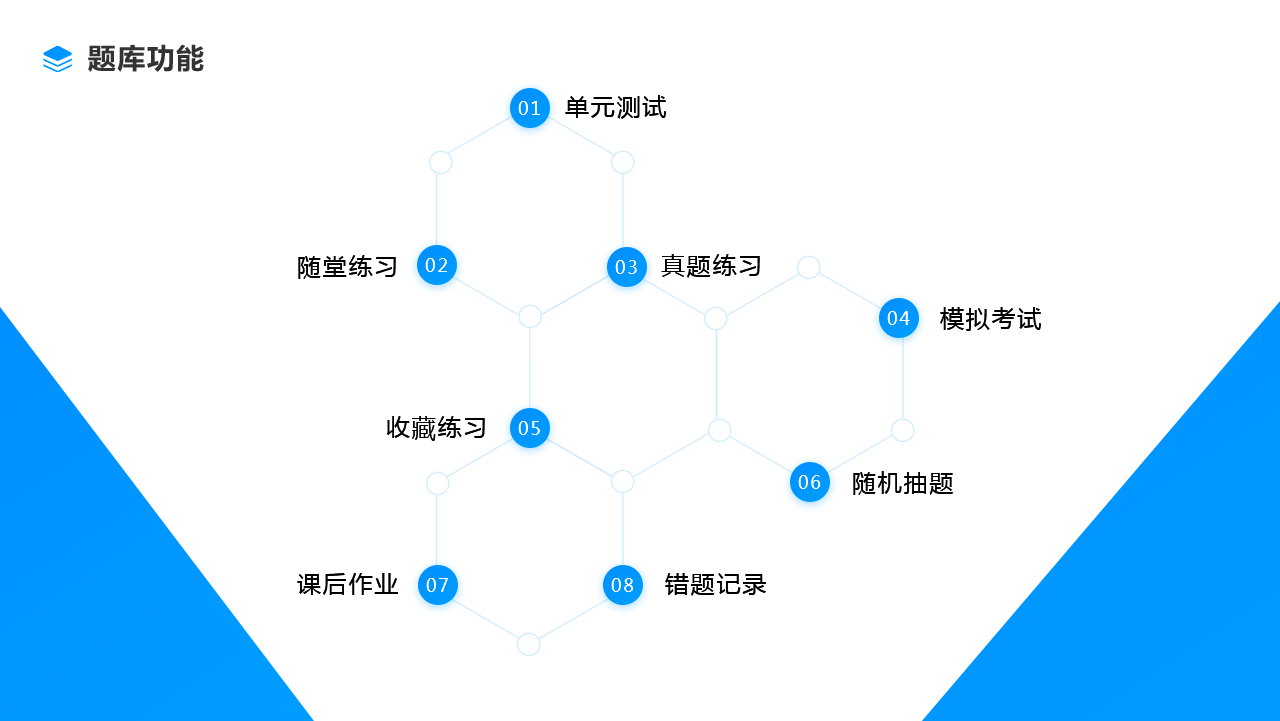 题库功能
01 单元测试
随堂练习 02
03 真题练习
04 模拟考试
收藏练习 05
06 随机抽题
课后作业 07
08 错题记录